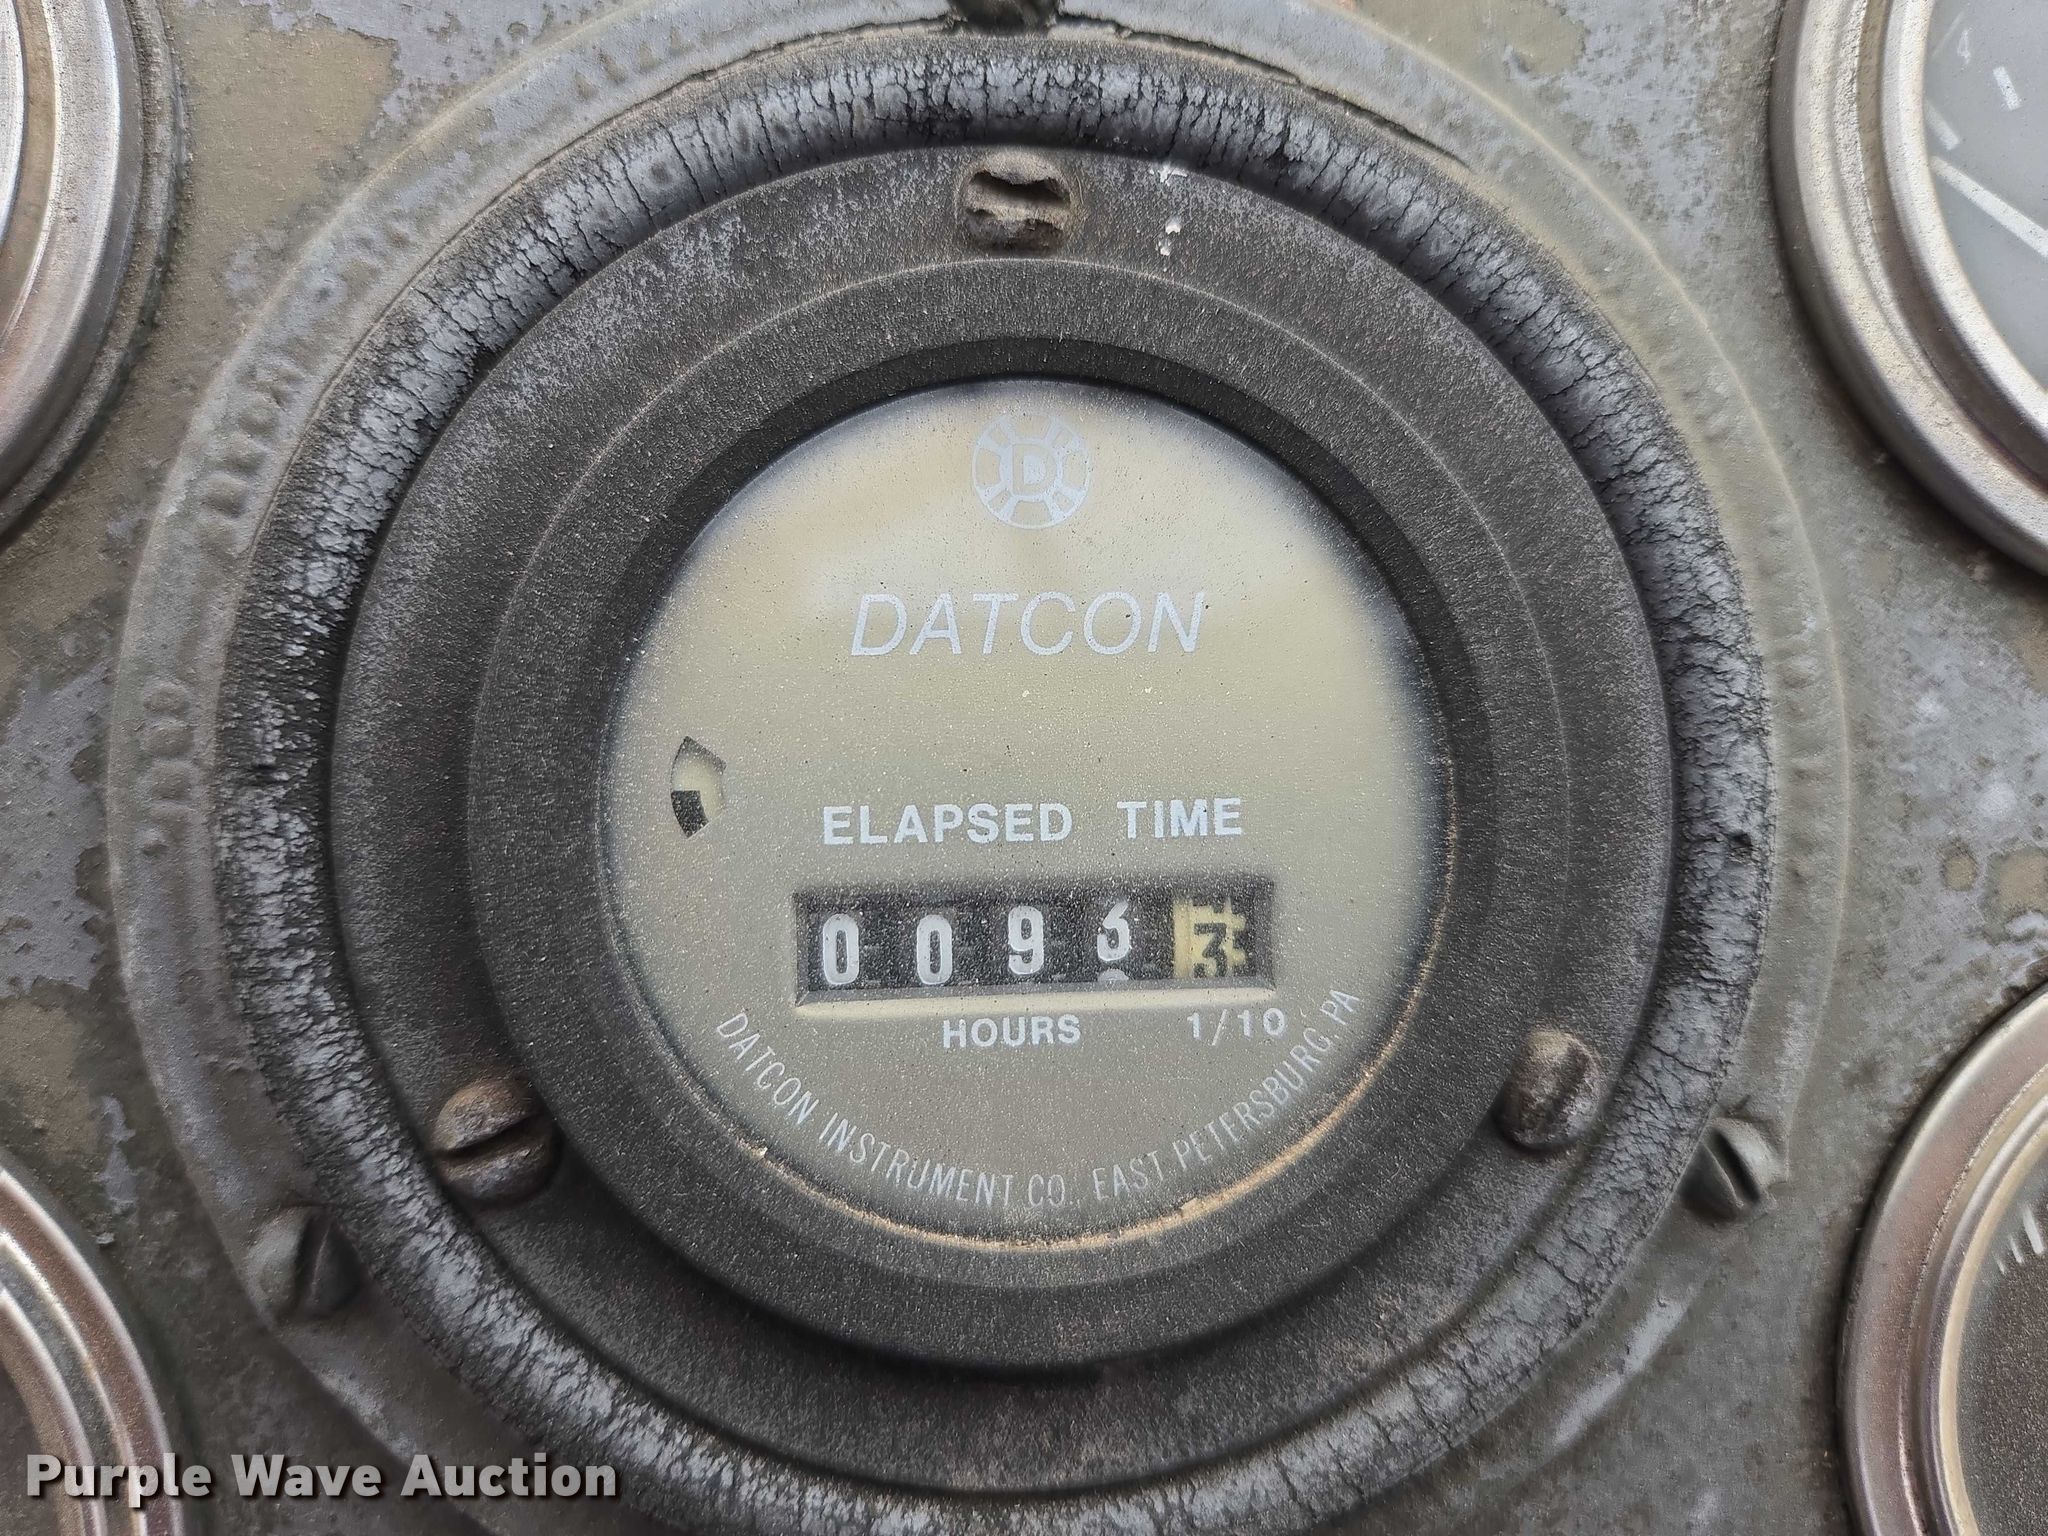 D
DATCON
ELAPSED TIME
0 0 9 3
HOURS 1/10
DATCON INSTRUMENT CO., EAST PETERSBURG, PA
Purple Wave Auction